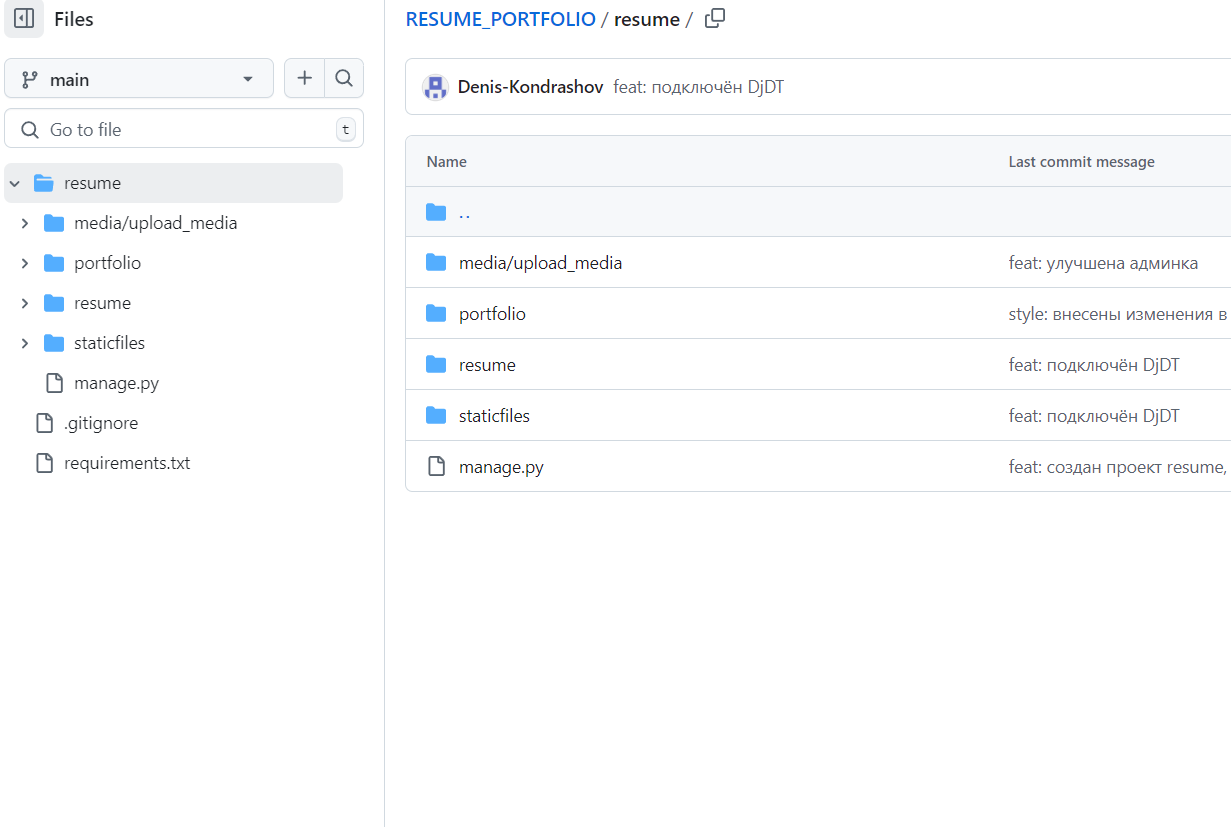 Files
main
Go to file
t
resume
media/upload_media
portfolio
resume
staticfiles
manage.py
.gitignore
requirements.txt
RESUME_PORTFOLIO / resume /
Denis-Kondrashov feat: подключён DjDT
Name Last commit message
..
media/upload_media feat: улучшена админка
portfolio style: внесены изменения в
resume feat: подключён DjDT
staticfiles feat: подключён DjDT
manage.py feat: создан проект resume,